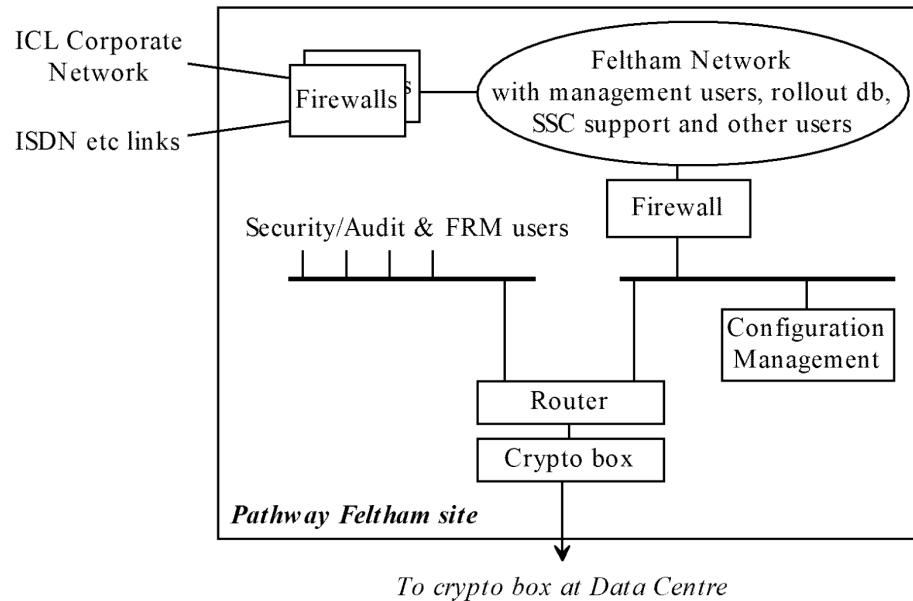 ICL Corporate
Network
ISDN etc links
Firewalls
s
Feltham Network
with management users, rollout db,
SSC support and other users
Firewall
Security/Audit & FRM users
Configuration
Management
Router
Crypto box
Pathway Feltham site
To crypto box at Data Centre